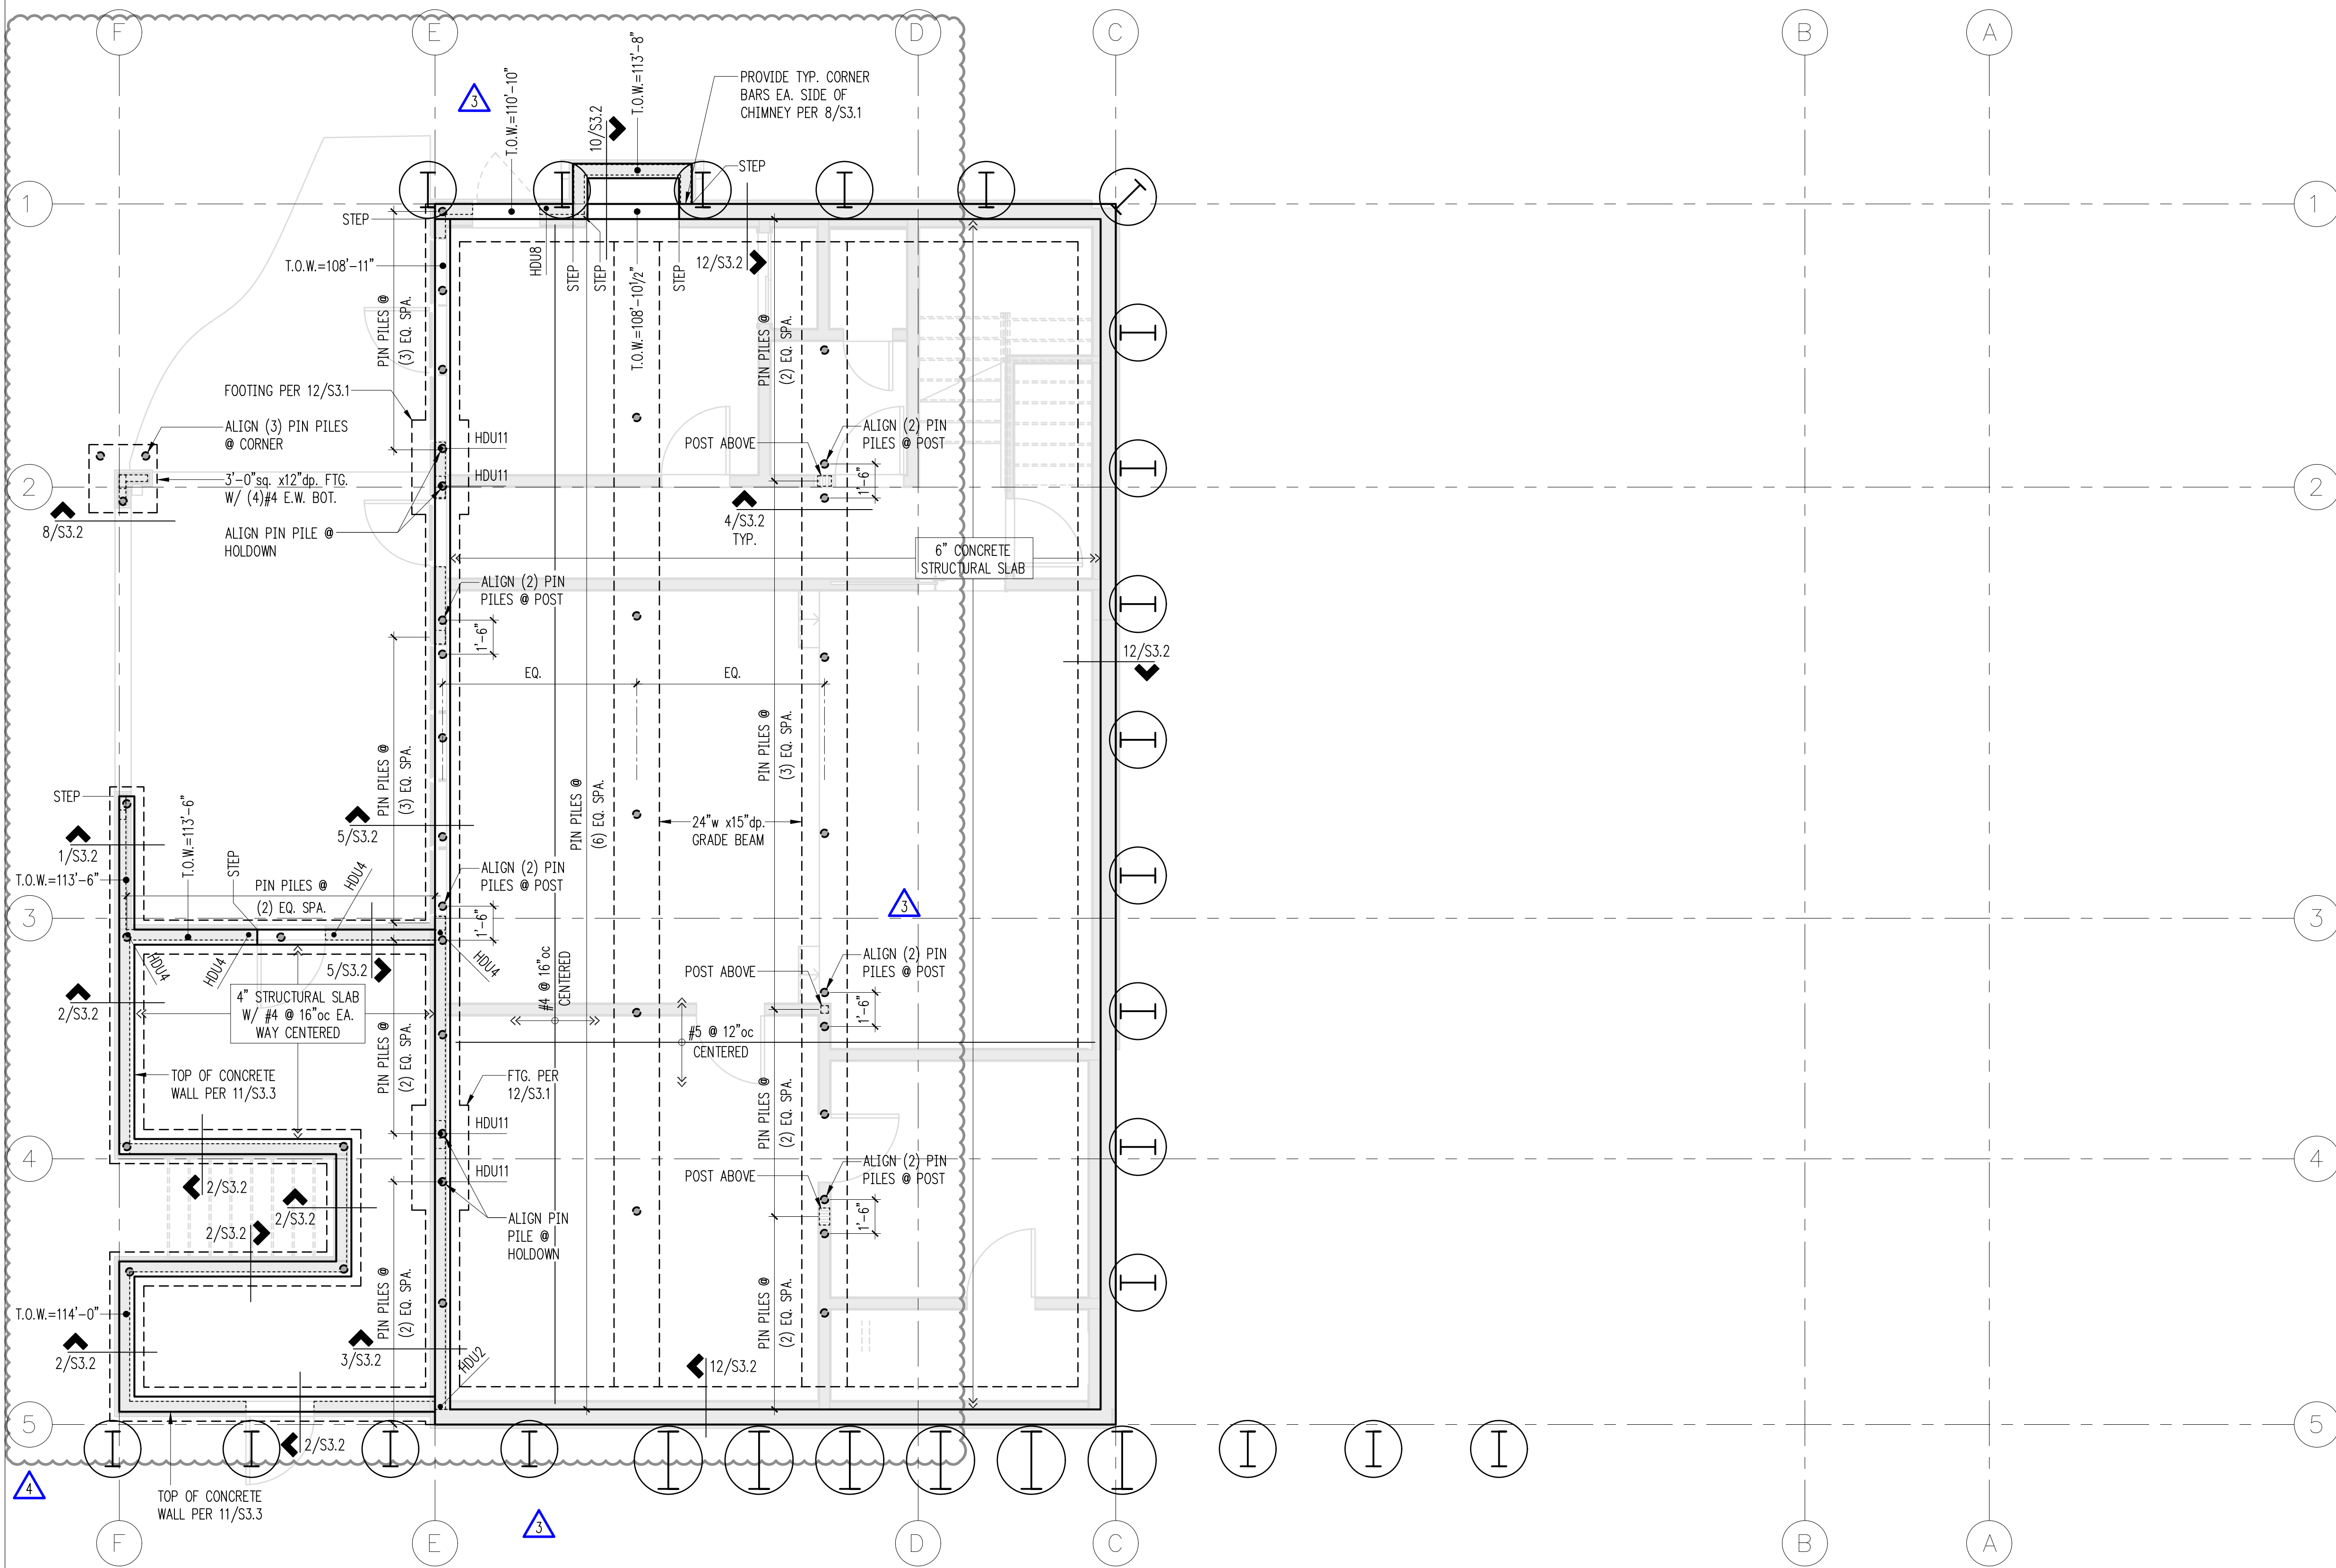 F
E
D
C
B
A
3
T.O.W.=110'-10"
10/S3.2
T.O.W.=113'-8"
PROVIDE TYP. CORNER
BARS EA. SIDE OF
CHIMNEY PER 8/S3.1
STEP
1
1
STEP
T.O.W.=108'-11"
HDU8
STEP
STEP
T.O.W.=108'-10½"
STEP
12/S3.2
PIN PILES @
(3) EQ. SPA.
PIN PILES @
(2) EQ. SPA.
FOOTING PER 12/S3.1
ALIGN (3) PIN PILES
@ CORNER
HDU11
POST ABOVE
ALIGN (2) PIN
PILES @ POST
HDU11
1'-6"
2
3'-0"sq. x12"dp. FTG.
W/ (4)#4 E.W. BOT.
2
8/S3.2
ALIGN PIN PILE @
HOLDOWN
4/S3.2
TYP.
6" CONCRETE
STRUCTURAL SLAB
ALIGN (2) PIN
PILES @ POST
1'-6"
12/S3.2
EQ.
EQ.
PIN PILES @
(3) EQ. SPA.
PIN PILES @
(6) EQ. SPA.
PIN PILES @
(3) EQ. SPA.
STEP
T.O.W.=113'-6"
5/S3.2
24"w x15"dp.
GRADE BEAM
1/S3.2
T.O.W.=113'-6"
STEP
PIN PILES @
(2) EQ. SPA.
HDU4
ALIGN (2) PIN
PILES @ POST
3
3
1'-6"
3
HDU4
HDU4
5/S3.2
HDU4
#4 @ 16"oc
CENTERED
POST ABOVE
ALIGN (2) PIN
PILES @ POST
1'-6"
2/S3.2
4" STRUCTURAL SLAB
W/ #4 @ 16"oc EA.
WAY CENTERED
PIN PILES @
(2) EQ. SPA.
#5 @ 12"oc
CENTERED
TOP OF CONCRETE
WALL PER 11/S3.3
FTG. PER
12/S3.1
PIN PILES @
(2) EQ. SPA.
HDU11
4
4
HDU11
POST ABOVE
ALIGN (2) PIN
PILES @ POST
1'-6"
2/S3.2
2/S3.2
2/S3.2
ALIGN PIN
PILE @
HOLDOWN
T.O.W.=114'-0"
PIN PILES @
(2) EQ. SPA.
PIN PILES @
(2) EQ. SPA.
2/S3.2
3/S3.2
HDU2
12/S3.2
5
5
2/S3.2
4
TOP OF CONCRETE
WALL PER 11/S3.3
3
F
E
D
C
B
A